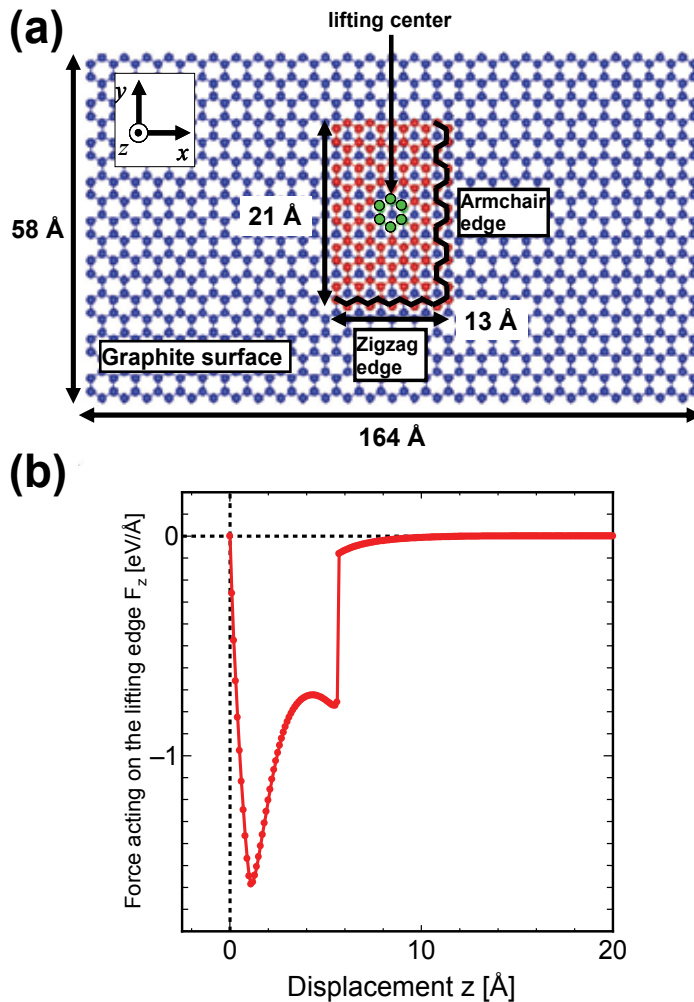 (a)
lifting center
y
z
x
21 Å
Armchair
edge
58 Å
13 Å
Graphite surface
Zigzag
edge
164 Å
(b)
Force acting on the lifting edge F_z [eV/Å]
0
−1
0
10
20
Displacement z [Å]